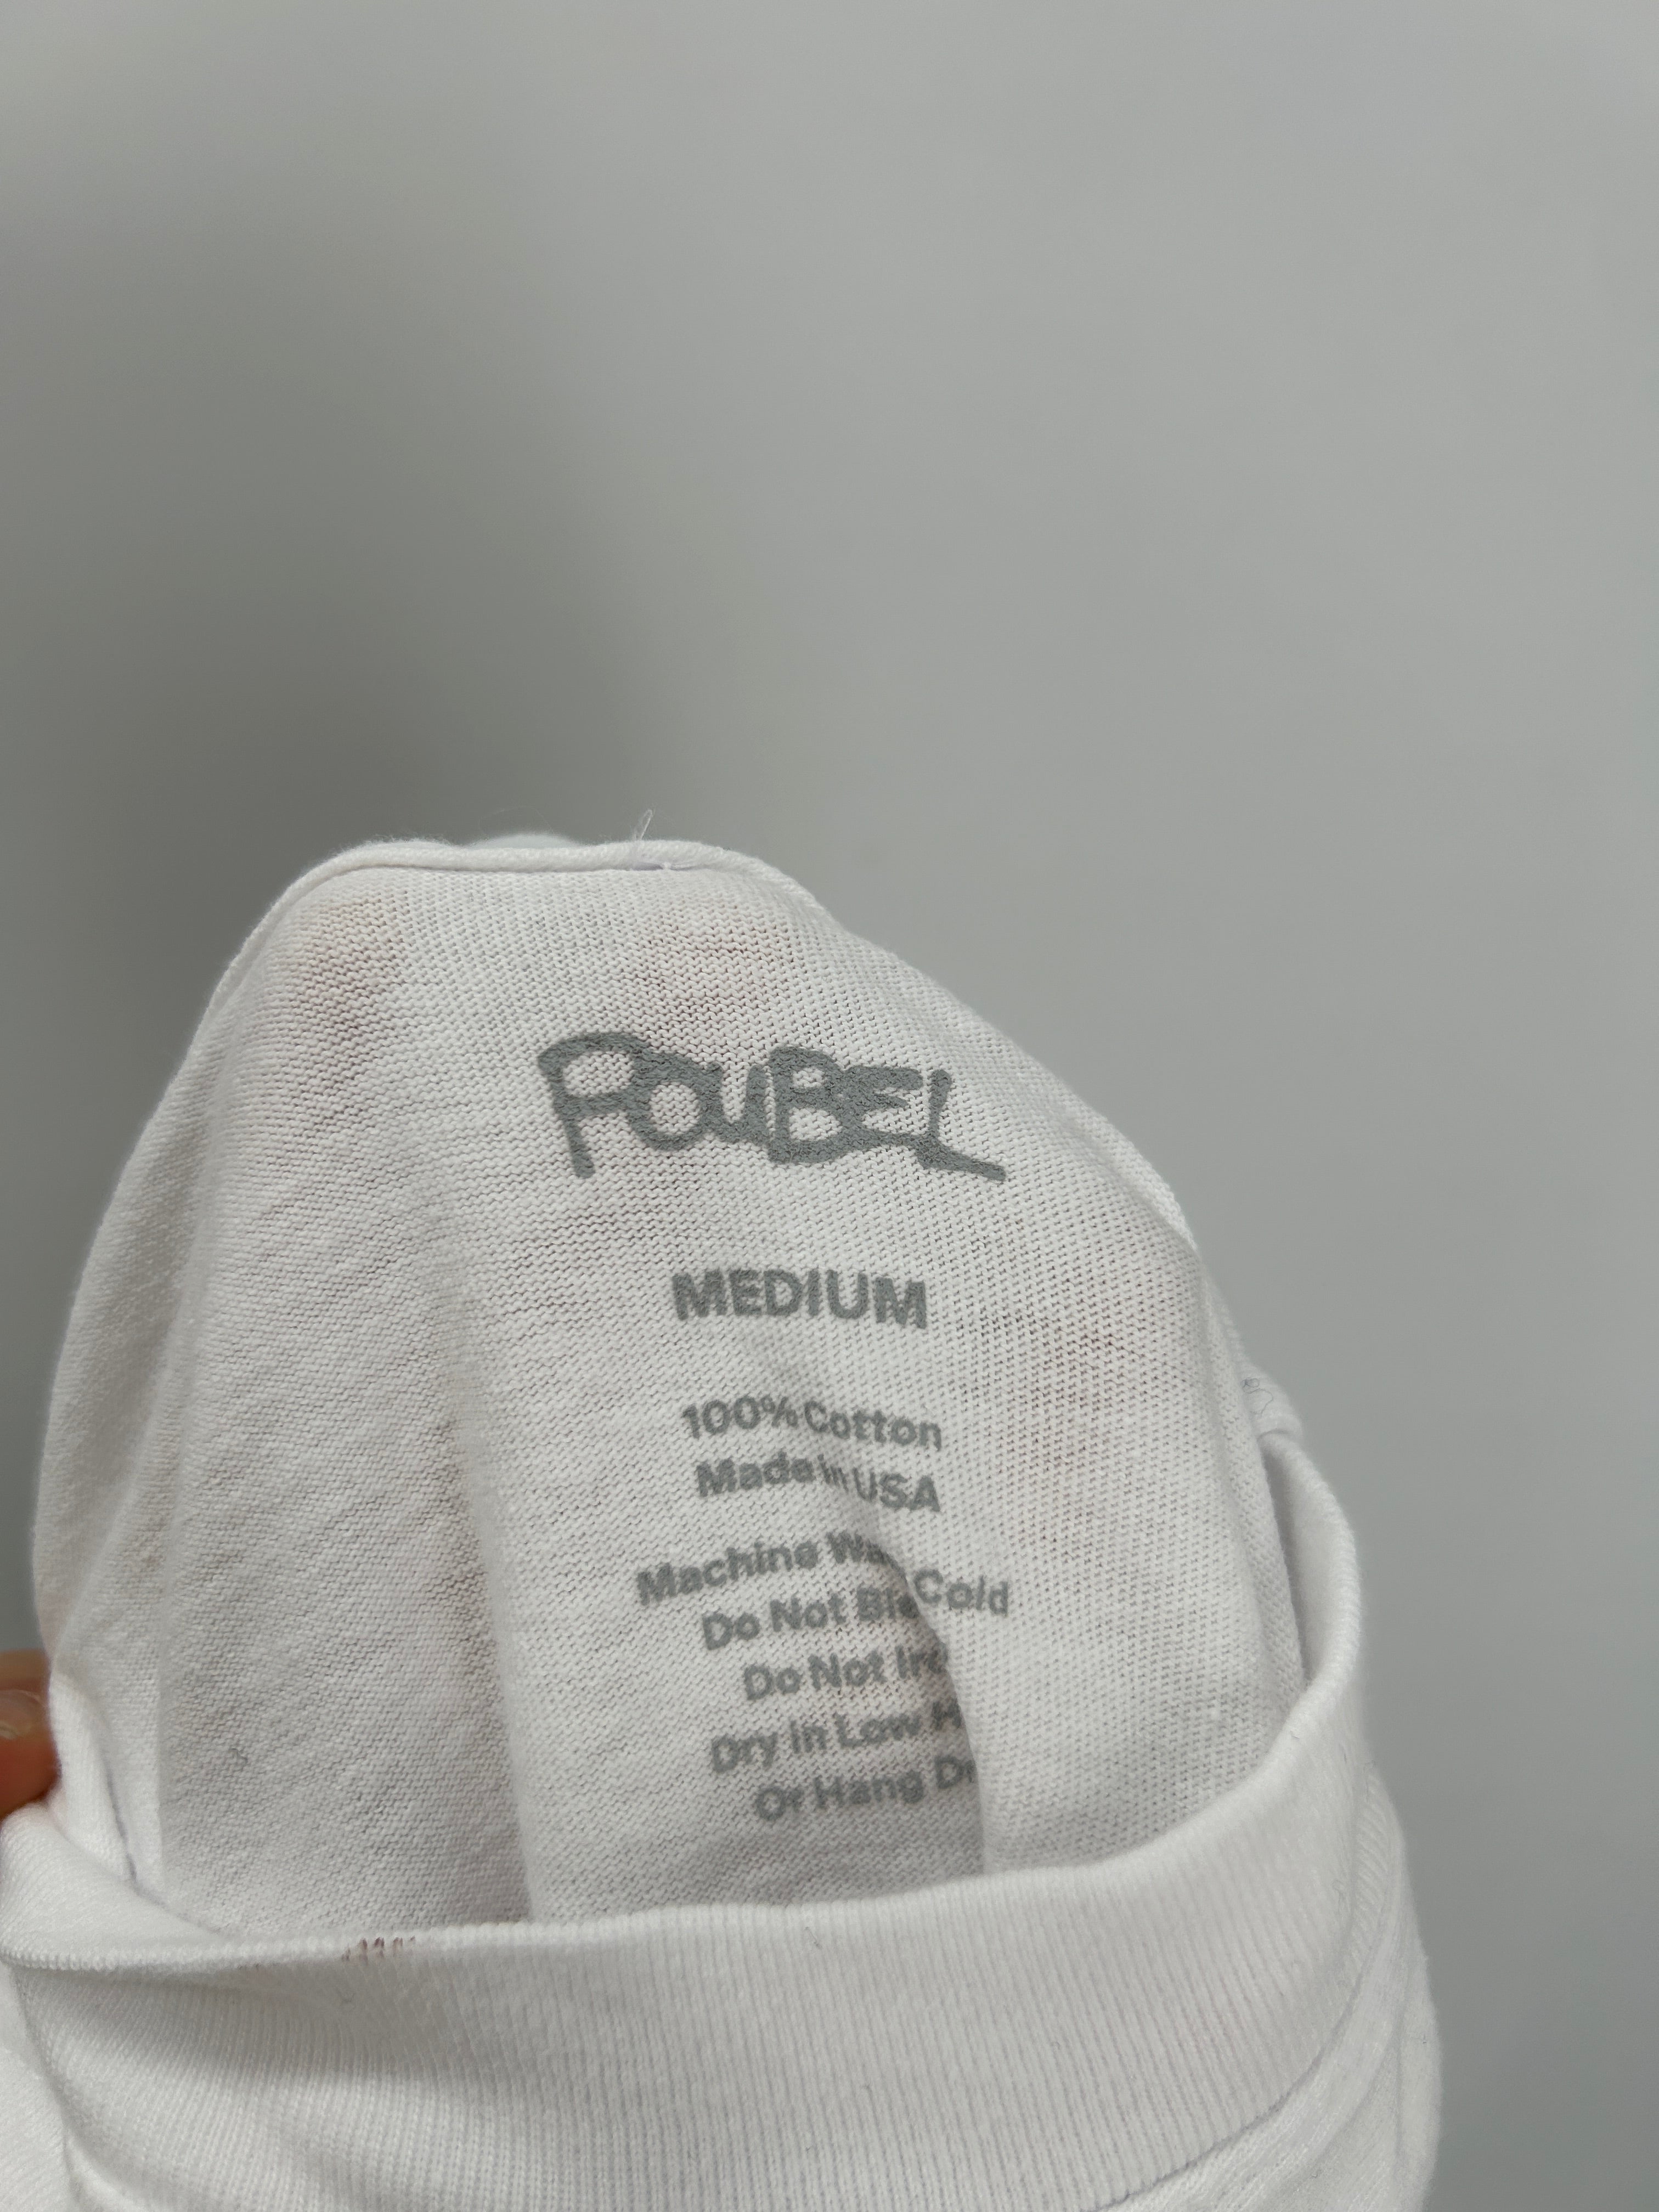 POUBEL
MEDIUM
100% Cotton
Made in USA
Machine Cold
Do Not
Do Not
Dry in Low
Or Hang